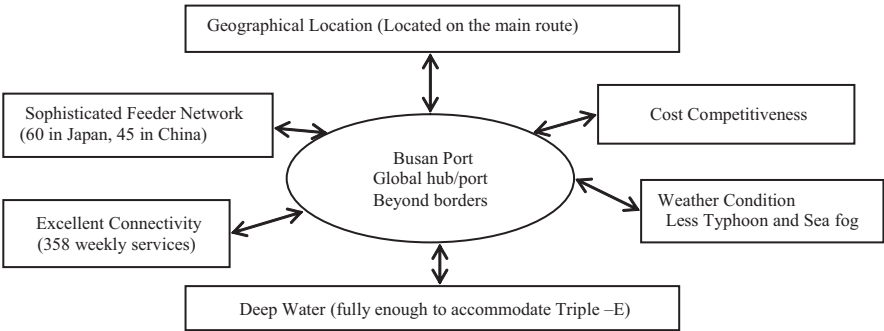 Geographical Location (Located on the main route)
Sophisticated Feeder Network
(60 in Japan, 45 in China)
Cost Competitiveness
Busan Port
Global hub/port
Beyond borders
Weather Condition
Less Typhoon and Sea fog
Excellent Connectivity
(358 weekly services)
Deep Water (fully enough to accommodate Triple –E)